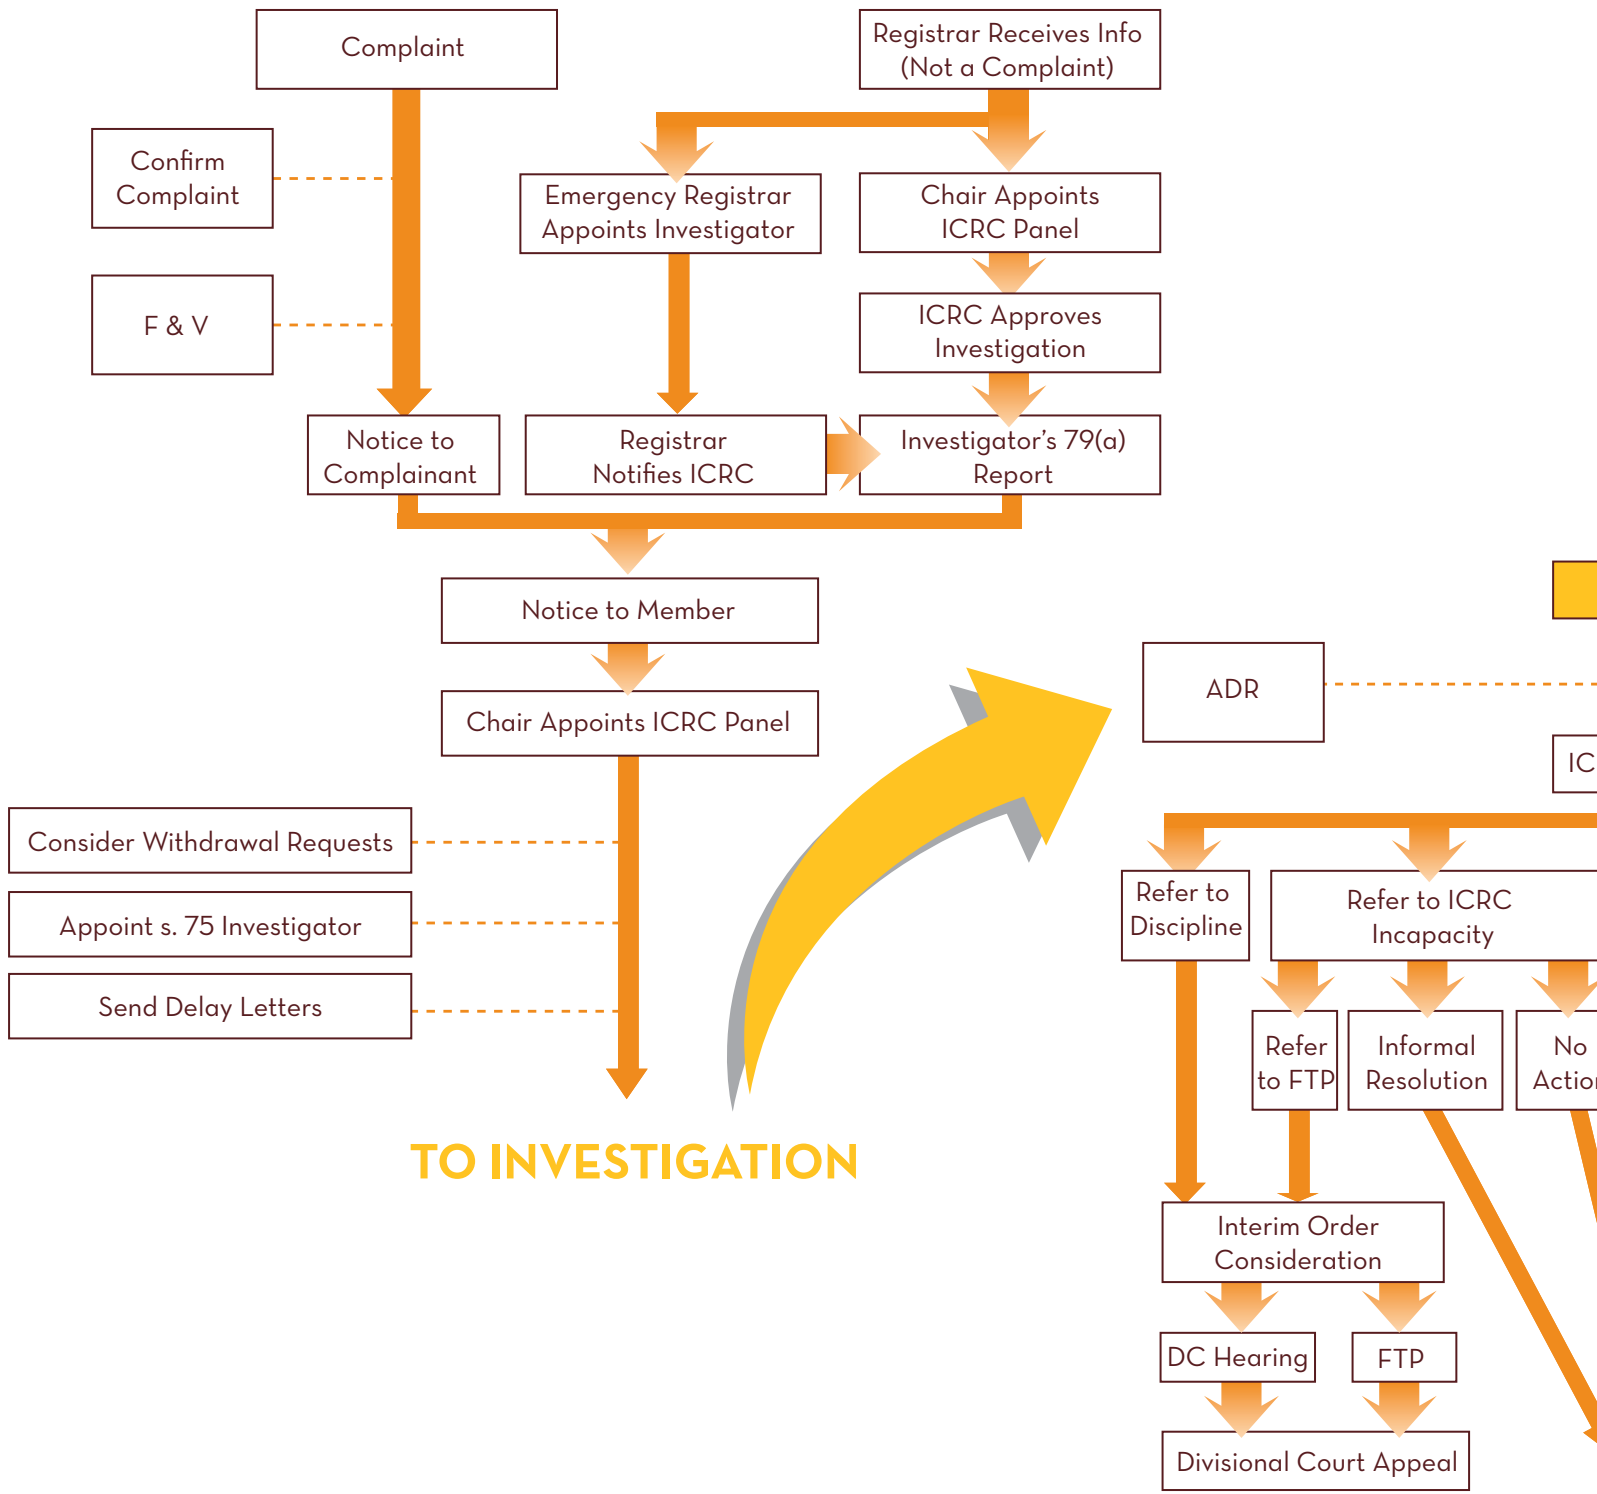 Complaint
Registrar Receives Info
(Not a Complaint)
Confirm
Complaint
Emergency Registrar
Appoints Investigator
Chair Appoints
ICRC Panel
F & V
ICRC Approves
Investigation
Notice to
Complainant
Registrar
Notifies ICRC
Investigator's 79(a)
Report
Notice to Member
Chair Appoints ICRC Panel
Consider Withdrawal Requests
Appoint s. 75 Investigator
Send Delay Letters
TO INVESTIGATION
ADR
Refer to
Discipline
Refer to ICRC
Incapacity
Refer
to FTP
Informal
Resolution
No
Interim Order
Consideration
DC Hearing
FTP
Divisional Court Appeal